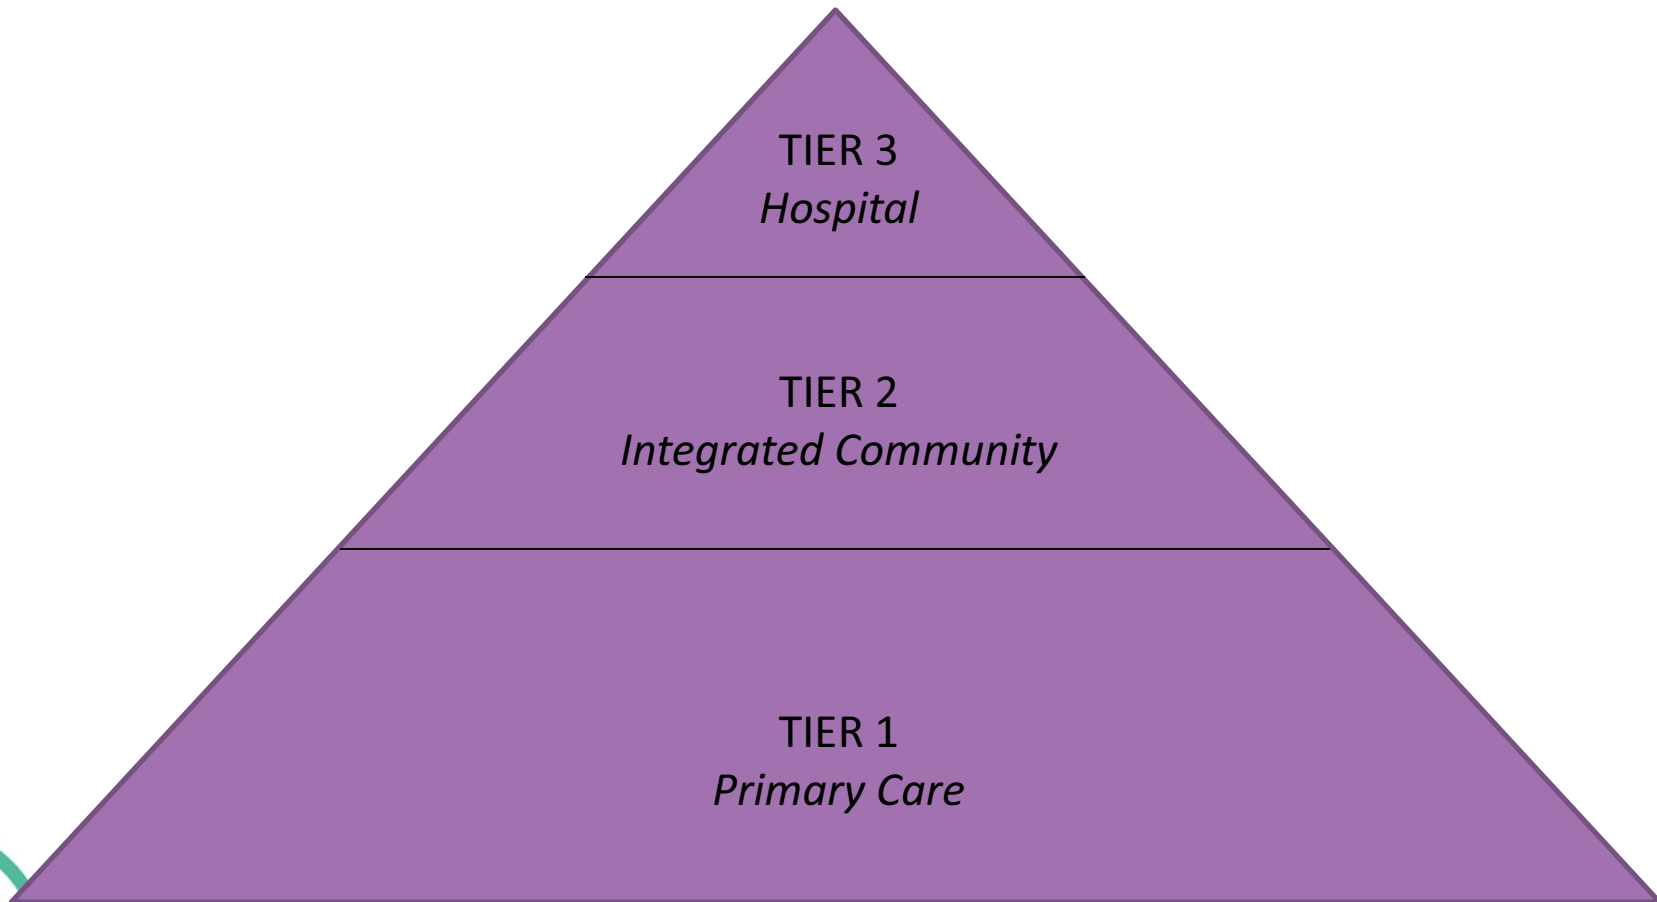 TIER 3
Hospital
TIER 2
Integrated Community
TIER 1
Primary Care